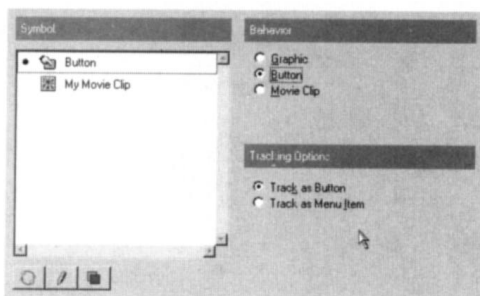 Symbol
Button
My Movie Clip
Behavior
Graphic
Button
Movie Clip
Tracking Options
Track as Button
Track as Menu Item